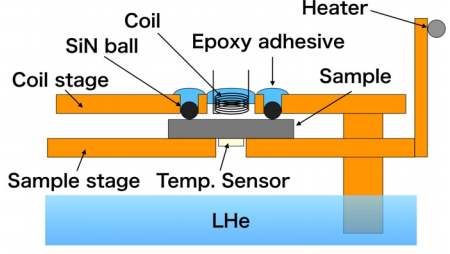 Heater
Coil
SiN ball
Epoxy adhesive
Coil stage
Sample
Sample stage
Temp. Sensor
LHe